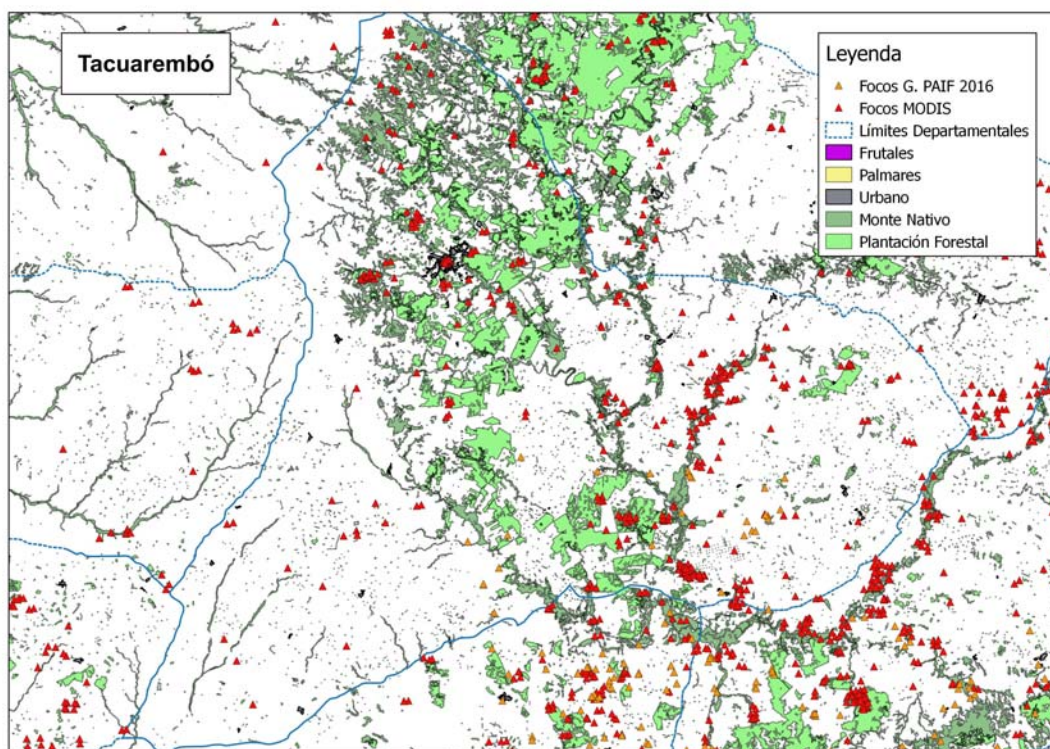 Tacuarembó
Leyenda
Focos G. PAIF 2016
Focos MODIS
Límites Departamentales
Frutales
Palmares
Urbano
Monte Nativo
Plantación Forestal